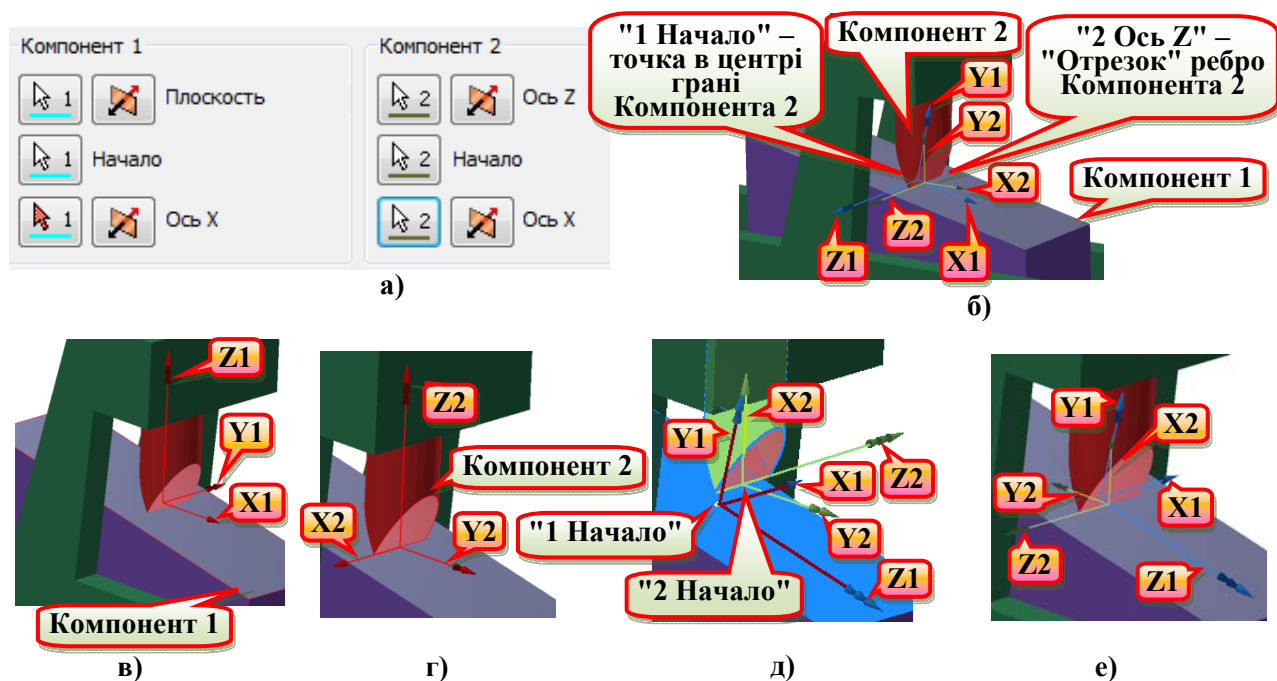 Компонент 1
1
Плоскость
1
Начало
1
Ось X
Компонент 2
2
Ось Z
2
Начало
2
Ось X
а)
"1 Начало" –
точка в центрі
грані
Компонента 2
Компонент 2
"2 Ось Z" –
"Отрезок" ребро
Компонента 2
Y1
Y2
X2
Компонент 1
Z1
Z2
X1
б)
Z1
Y1
X1
Компонент 1
в)
Z2
Компонент 2
X2
Y2
г)
X2
Y1
Z2
X1
"1 Начало"
Y2
Z1
"2 Начало"
д)
Y1
X2
Y2
X1
Z2
Z1
е)